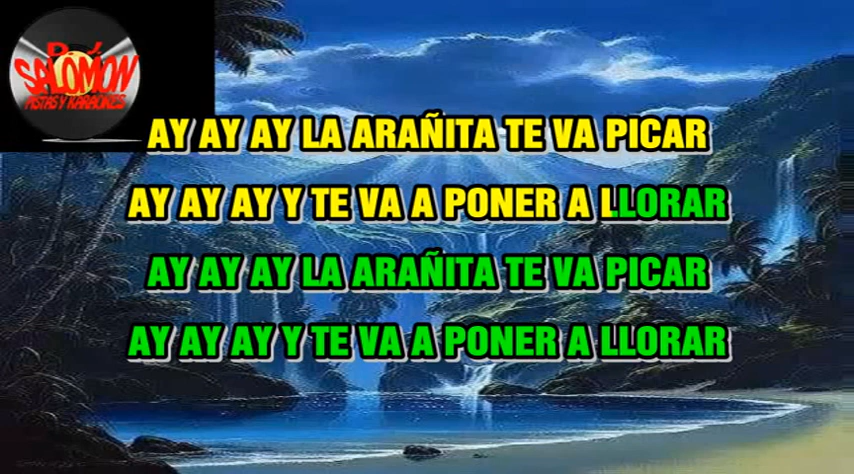 D.J.
SALOMON
PISTAS Y KARAOKES
AY AY AY LA ARAÑITA TE VA PICAR
AY AY AY Y TE VA A PONER A LLORAR
AY AY AY LA ARAÑITA TE VA PICAR
AY AY AY Y TE VA A PONER A LLORAR